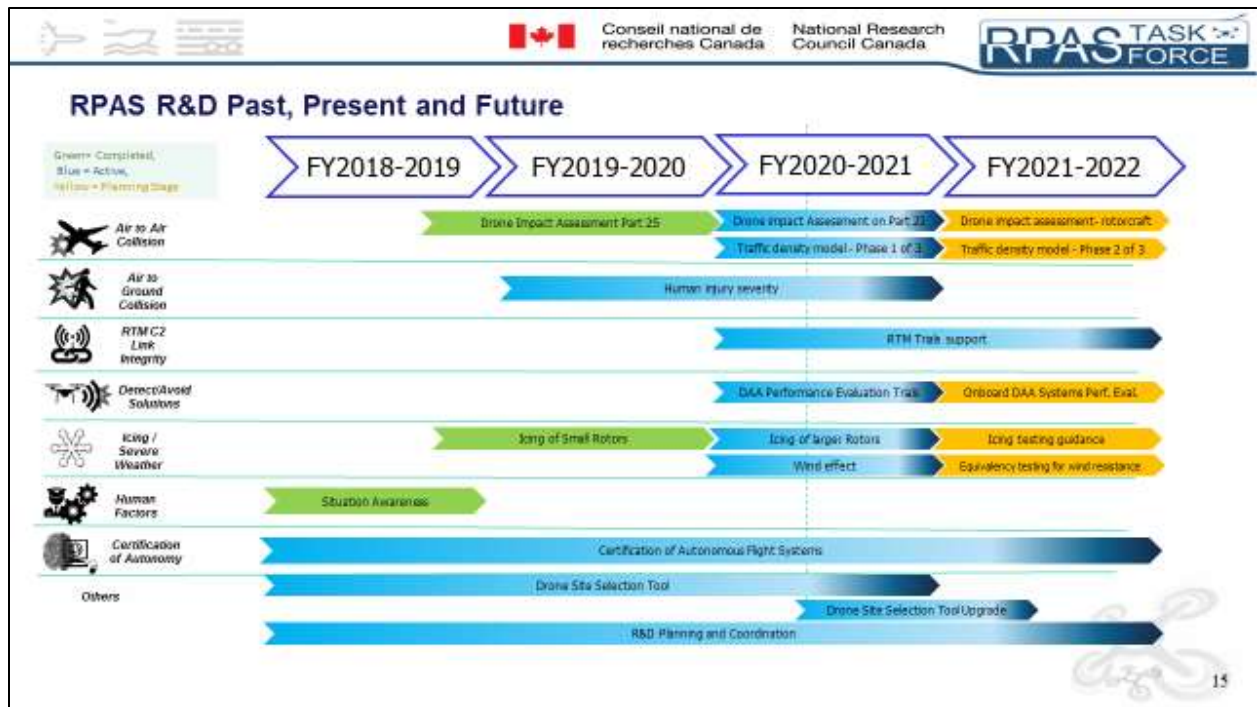 Conseil national de
recherches Canada
National Research
Council Canada
RPAS TASK
FORCE
RPAS R&D Past, Present and Future
Green= Completed,
Blue = Active,
Yellow = Planning Stage
FY2018-2019
FY2019-2020
FY2020-2021
FY2021-2022
Air to Air
Collision
Drone Impact Assessment Part 25
Drone impact Assessment on Part 23
Drone impact assessment- rotorcraft
Traffic density model - Phase 1 of 3
Traffic density model - Phase 2 of 3
Air to
Ground
Collision
Human injury severity
RTM C2
Link
Integrity
RTM Trials support
Detect/Avoid
Solutions
DAA Performance Evaluation Trials
Onboard DAA Systems Perf. Eval.
Icing /
Severe
Weather
Icing of Small Rotors
Icing of larger Rotors
Icing testing guidance
Wind effect
Equivalency testing for wind resistance
Human
Factors
Situation Awareness
Certification
of Autonomy
Certification of Autonomous Flight Systems
Others
Drone Site Selection Tool
Drone Site Selection Tool Upgrade
R&D Planning and Coordination
15